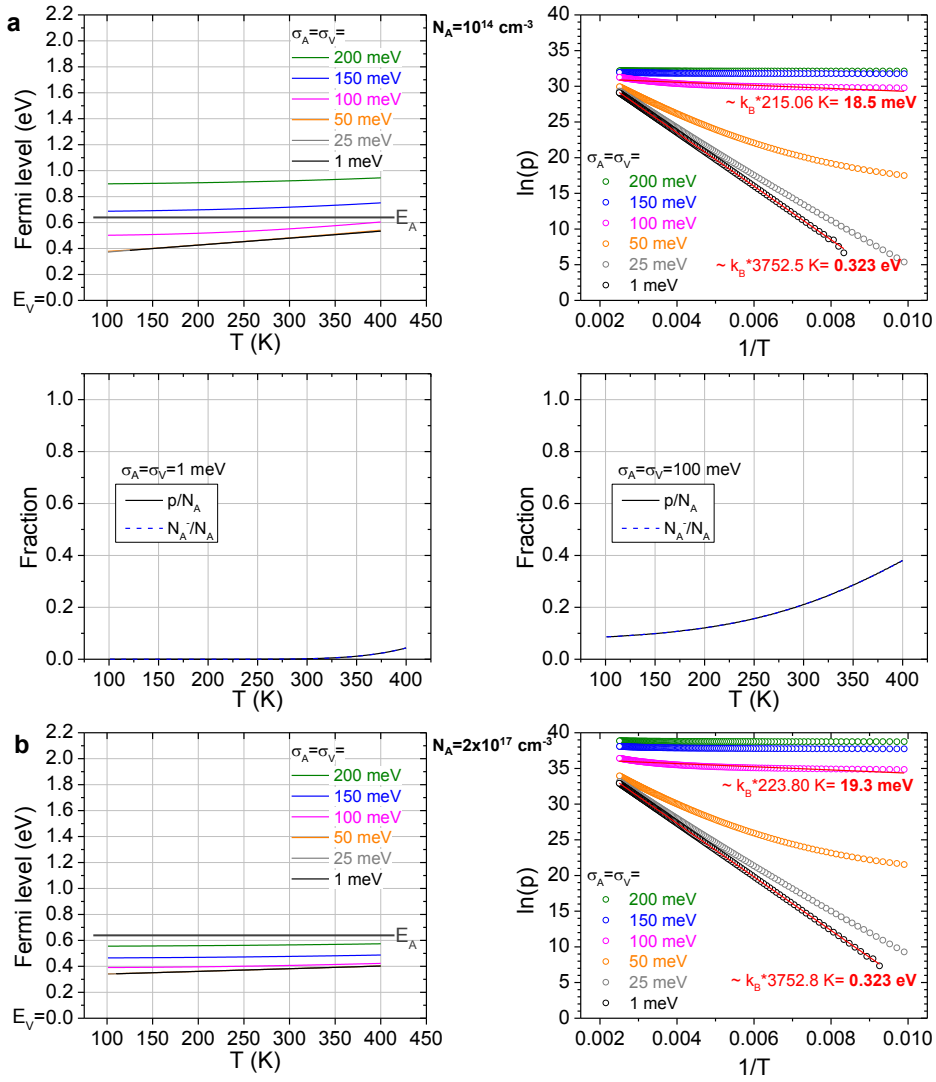 a
N_A=10^14 cm^-3
Fermi level (eV)
2.2
2.0
1.8
1.6
1.4
1.2
1.0
0.8
0.6
0.4
0.2
E_V=0.0
σ_A=σ_V=
200 meV
150 meV
100 meV
50 meV
25 meV
1 meV
E_A
100 150 200 250 300 350 400 450
T (K)
ln(p)
40
35
30
25
20
15
10
5
0
~ k_B*215.06 K= 18.5 meV
σ_A=σ_V=
200 meV
150 meV
100 meV
50 meV
25 meV
1 meV
~ k_B*3752.5 K= 0.323 eV
0.002 0.004 0.006 0.008 0.010
1/T
Fraction
1.0
0.8
0.6
0.4
0.2
0.0
σ_A=σ_V=1 meV
p/N_A
N_A^-/N_A
100 150 200 250 300 350 400
T (K)
Fraction
1.0
0.8
0.6
0.4
0.2
0.0
σ_A=σ_V=100 meV
p/N_A
N_A^-/N_A
100 150 200 250 300 350 400
T (K)
b
N_A=2x10^17 cm^-3
Fermi level (eV)
2.2
2.0
1.8
1.6
1.4
1.2
1.0
0.8
0.6
0.4
0.2
E_V=0.0
σ_A=σ_V=
200 meV
150 meV
100 meV
50 meV
25 meV
1 meV
E_A
100 150 200 250 300 350 400 450
T (K)
ln(p)
40
35
30
25
20
15
10
5
0
~ k_B*223.80 K= 19.3 meV
σ_A=σ_V=
200 meV
150 meV
100 meV
50 meV
25 meV
1 meV
~ k_B*3752.8 K= 0.323 eV
0.002 0.004 0.006 0.008 0.010
1/T